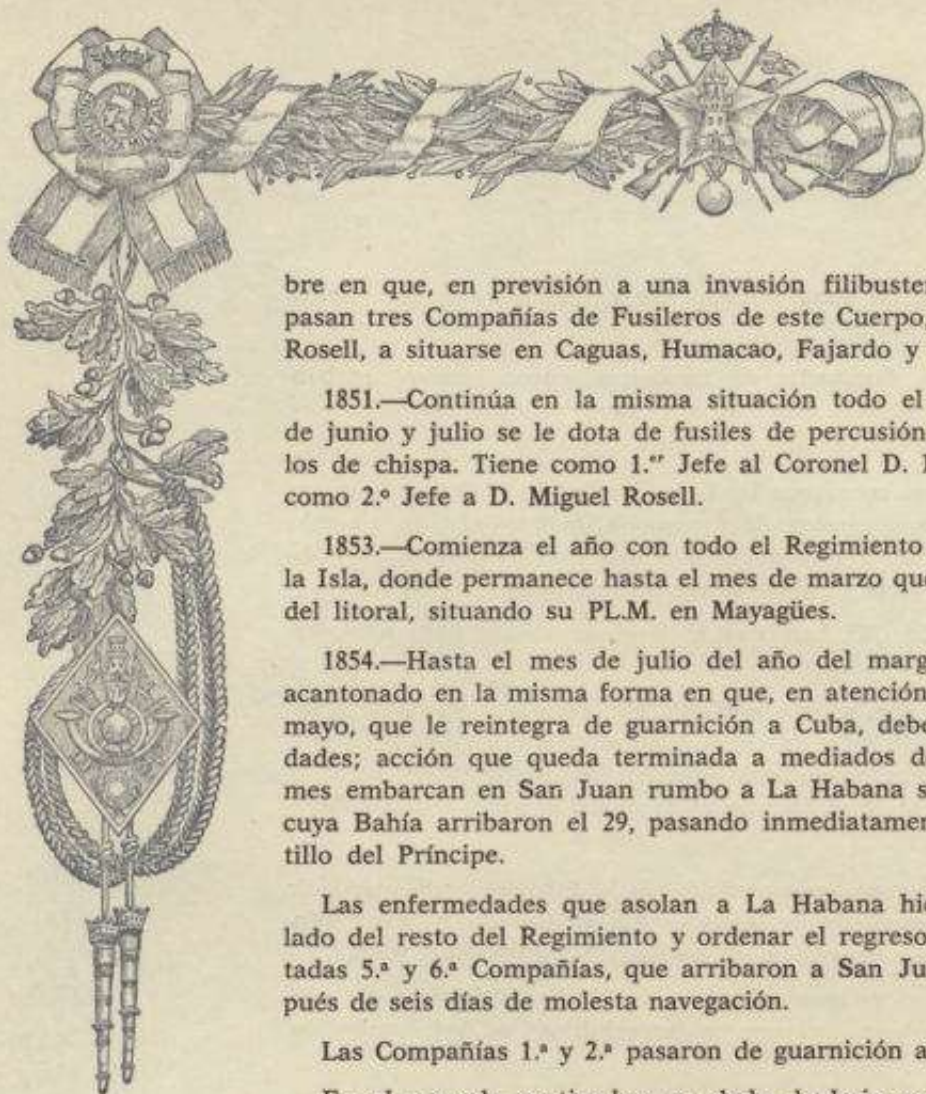 bre en que, en previsión a una invasión filibuster
pasan tres Compañías de Fusileros de este Cuerpo,
Rosell, a situarse en Caguas, Humacao, Fajardo y
1851.—Continúa en la misma situación todo el
de junio y julio se le dota de fusiles de percusión
los de chispa. Tiene como 1.er Jefe al Coronel D.
como 2.º Jefe a D. Miguel Rosell.
1853.—Comienza el año con todo el Regimiento
la Isla, donde permanece hasta el mes de marzo que
del litoral, situando su PL.M. en Mayagües.
1854.—Hasta el mes de julio del año del marg
acantonado en la misma forma en que, en atención
mayo, que le reintegra de guarnición a Cuba, debe
dades; acción que queda terminada a mediados d
mes embarcan en San Juan rumbo a La Habana s
cuya Bahía arribaron el 29, pasando inmediatamen
tillo del Príncipe.
Las enfermedades que asolan a La Habana hi
lado del resto del Regimiento y ordenar el regreso
tadas 5.ª y 6.ª Compañías, que arribaron a San Ju
pués de seis días de molesta navegación.
Las Compañías 1.ª y 2.ª pasaron de guarnición a